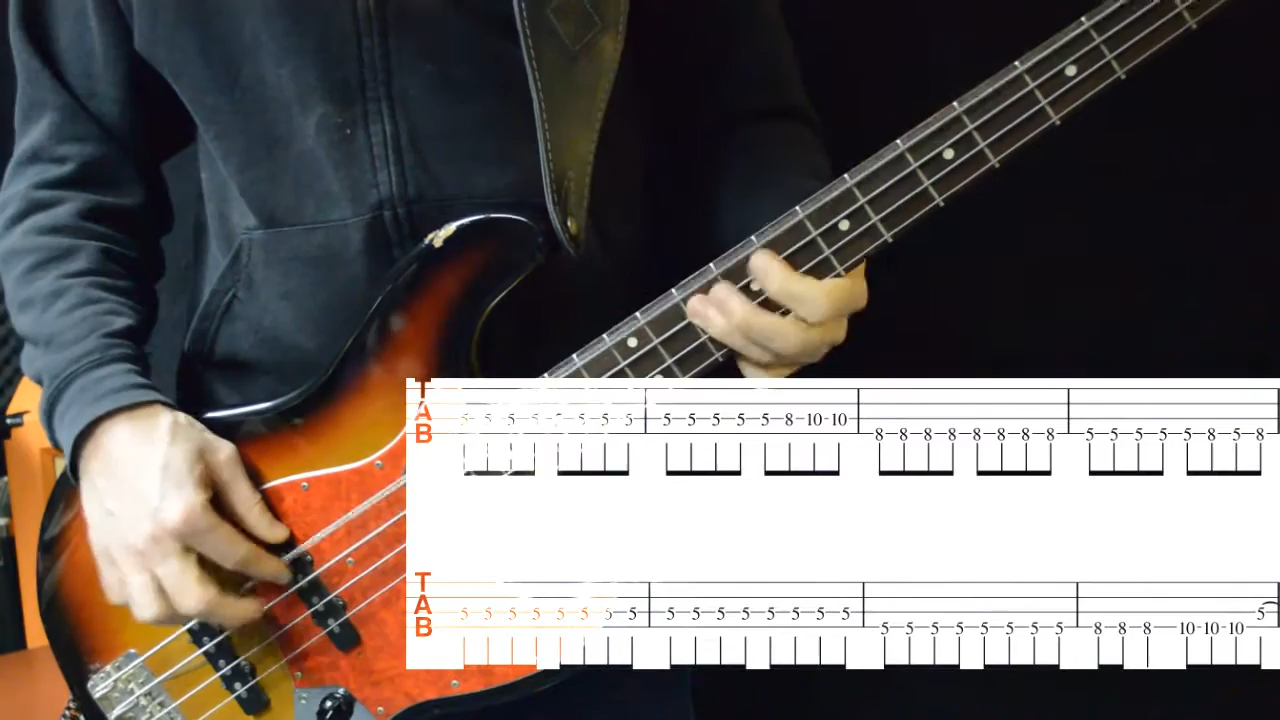 T
A 5 5 5 5 5 5 5 5 5 5 5 5 5 8 10 10
B 8 8 8 8 8 8 8 8 5 5 5 5 5 8 5 8
T
A 5 5 5 5 5 5 5 5 5 5 5 5 5 5 5 5 5
B 5 5 5 5 5 5 5 5 8 8 8 10 10 10